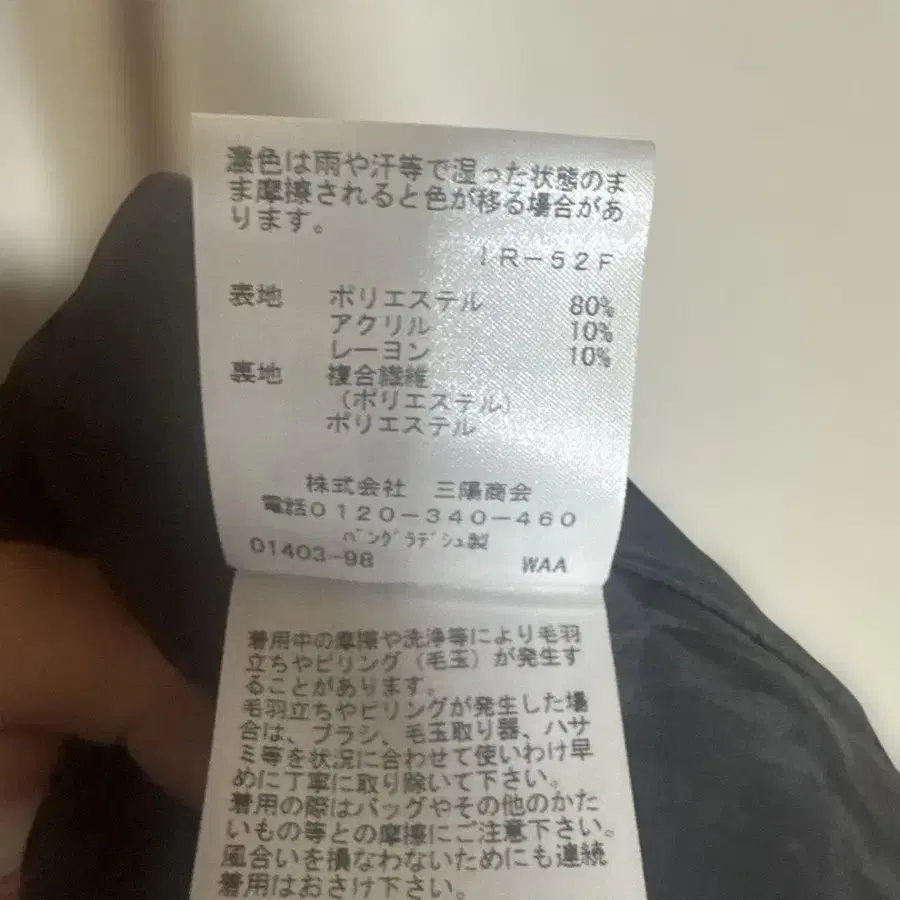 濃色は雨や汗等で湿った状態のま
ま摩擦されると色が移る場合があ
ります。
IR-52F
表地 ポリエステル 80%
アクリル 10%
レーヨン 10%
裏地 複合繊維
(ポリエステル)
ポリエステル
株式会社 三陽商会
電話0120-340-460
バングラデシュ製
01403-98 WAA
着用中の摩擦や洗浄等により毛羽
立ちやピリング(毛玉)が発生す
ることがあります。
毛羽立ちやピリングが発生した場
合は、ブラシ、毛玉取り器、ハサ
ミ等を状況に合わせて使いわけ早
めに丁寧に取り除いて下さい。
着用の際はバッグやその他のかた
いもの等との摩擦にご注意下さい。
風合いを損なわないためにも連続
着用はおさけ下さい。